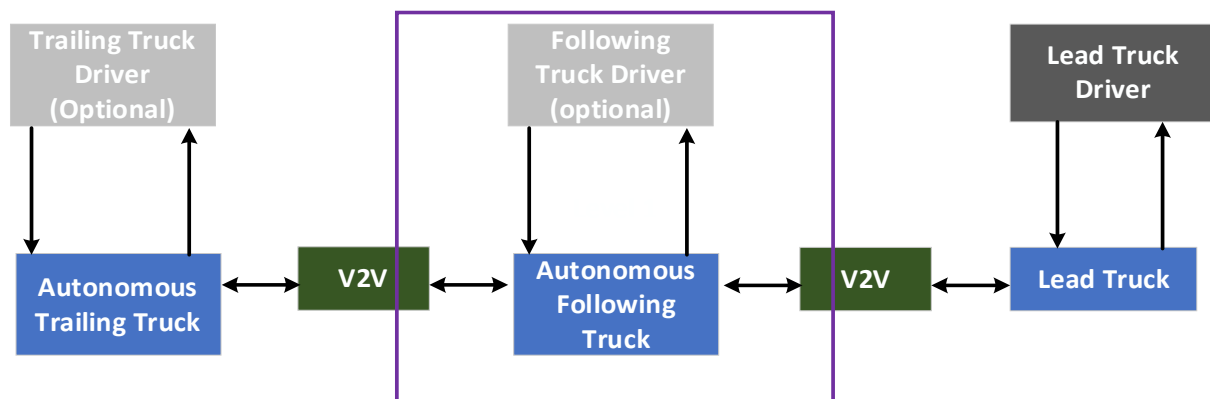 Trailing Truck
Driver
(Optional)
Following
Truck Driver
(optional)
Lead Truck
Driver
Autonomous
Trailing Truck
V2V
Autonomous
Following
Truck
V2V
Lead Truck